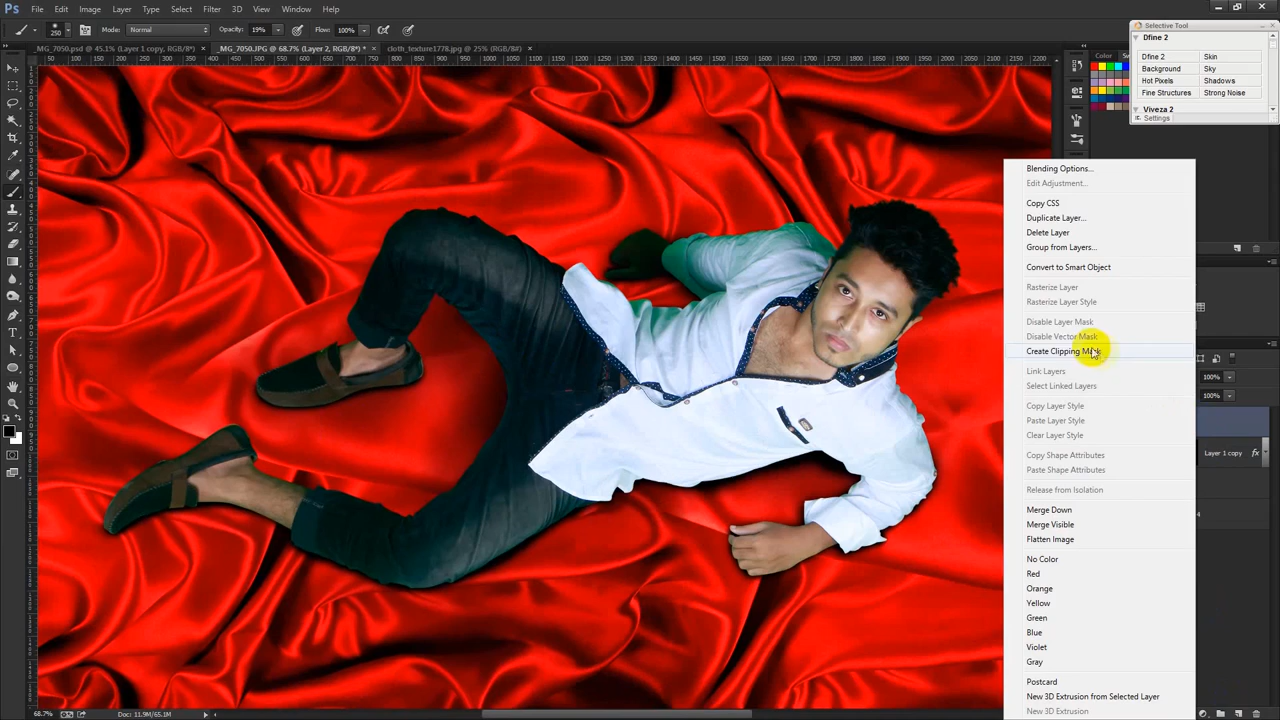 Ps File Edit Image Layer Type Select Filter 3D View Window Help
250 Mode: Normal Opacity: 19% Flow: 100%
_MG_7050.psd @ 45.1% (Layer 1 copy, RGB/8*) × _MG_7050.JPG @ 68.7% (Layer 2, RGB/8*) * × cloth_texture1778.jpg @ 25% (RGB/8#) ×
50 100 150 200 250 300 350 400 450 500 550 600 650 700 750 800 850 900 950 1000 1050 1100 1150 1200 1250 1300 1350 1400 1450 1500 1550 1600 1650 1700 1750 1800 1850 1900 1950 2000 2050 2100 2150 2200
Selective Tool
Dfine 2
Dfine 2 Skin
Background Sky
Hot Pixels Shadows
Fine Structures Strong Noise
Viveza 2
Settings
Color
Blending Options...
Edit Adjustment...
Copy CSS
Duplicate Layer...
Delete Layer
Group from Layers...
Convert to Smart Object
Rasterize Layer
Rasterize Layer Style
Disable Layer Mask
Disable Vector Mask
Create Clipping Mask
Link Layers
Select Linked Layers
Copy Layer Style
Paste Layer Style
Clear Layer Style
Copy Shape Attributes
Paste Shape Attributes
Release from Isolation
Merge Down
Merge Visible
Flatten Image
No Color
Red
Orange
Yellow
Green
Blue
Violet
Gray
Postcard
New 3D Extrusion from Selected Layer
New 3D Extrusion
100%
100%
Layer 1 copy fx
4
68.7% Doc: 11.9M/65.1M